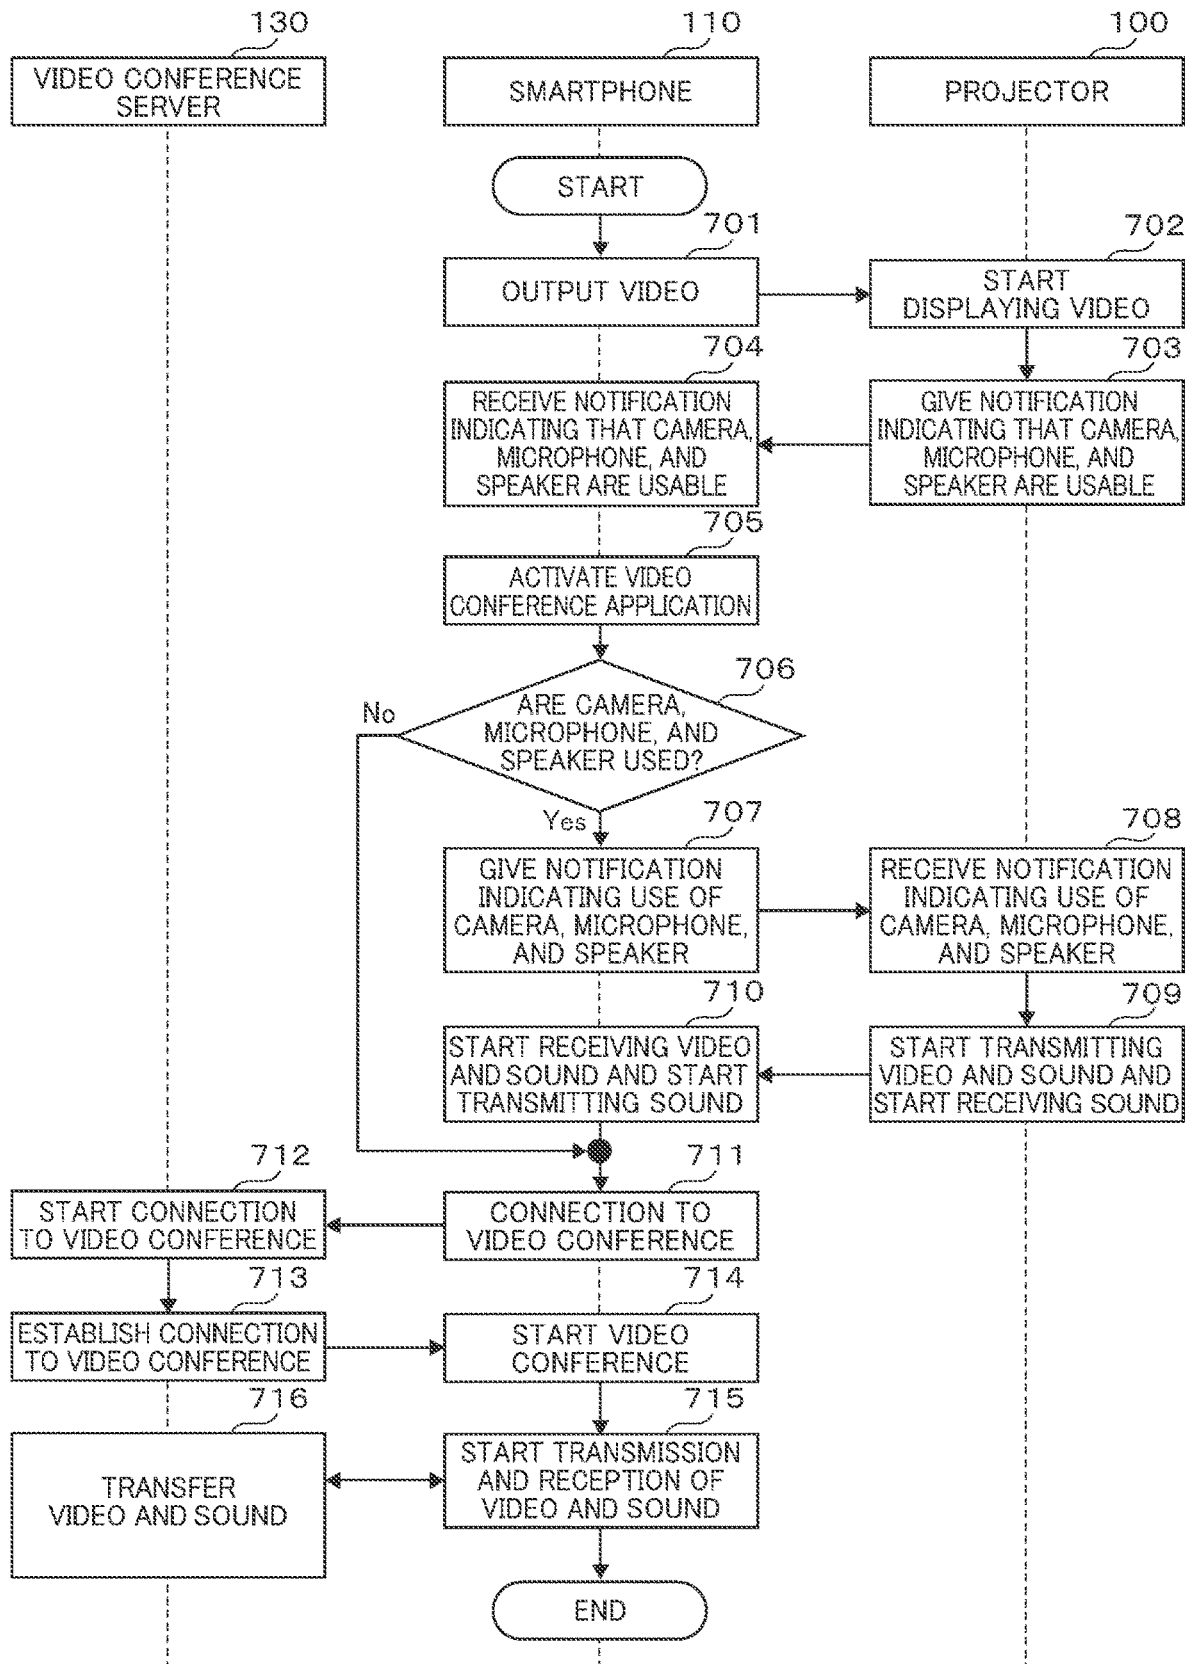 130
VIDEO CONFERENCE
SERVER
110
SMARTPHONE
100
PROJECTOR
START
701
OUTPUT VIDEO
702
START
DISPLAYING VIDEO
704
RECEIVE NOTIFICATION
INDICATING THAT CAMERA,
MICROPHONE, AND
SPEAKER ARE USABLE
703
GIVE NOTIFICATION
INDICATING THAT CAMERA,
MICROPHONE, AND
SPEAKER ARE USABLE
705
ACTIVATE VIDEO
CONFERENCE APPLICATION
706
ARE CAMERA,
MICROPHONE, AND
SPEAKER USED?
No
Yes
707
GIVE NOTIFICATION
INDICATING USE OF
CAMERA, MICROPHONE,
AND SPEAKER
708
RECEIVE NOTIFICATION
INDICATING USE OF
CAMERA, MICROPHONE,
AND SPEAKER
710
START RECEIVING VIDEO
AND SOUND AND START
TRANSMITTING SOUND
709
START TRANSMITTING
VIDEO AND SOUND AND
START RECEIVING SOUND
712
START CONNECTION
TO VIDEO CONFERENCE
711
CONNECTION TO
VIDEO CONFERENCE
713
ESTABLISH CONNECTION
TO VIDEO CONFERENCE
714
START VIDEO
CONFERENCE
716
TRANSFER
VIDEO AND SOUND
715
START TRANSMISSION
AND RECEPTION OF
VIDEO AND SOUND
END